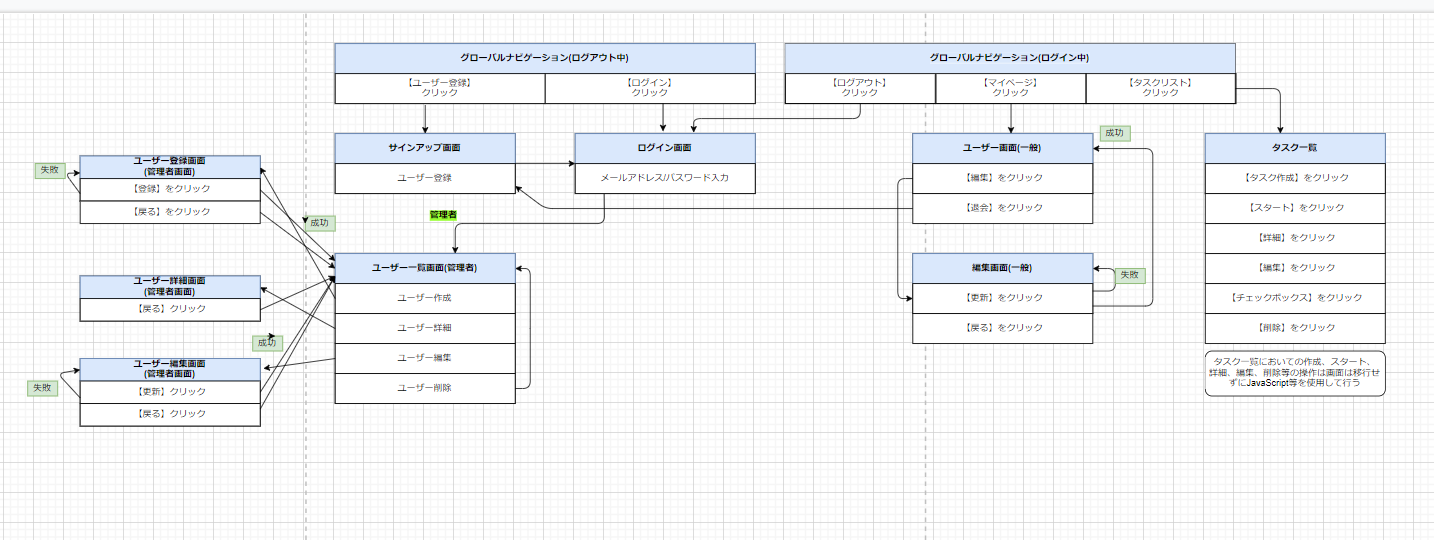 グローバルナビゲーション(ログアウト中)
【ユーザー登録】
クリック
【ログイン】
クリック
グローバルナビゲーション(ログイン中)
【ログアウト】
クリック
【マイページ】
クリック
【タスクリスト】
クリック
サインアップ画面
ユーザー登録
ログイン画面
メールアドレス/パスワード入力
ユーザー画面(一般)
【編集】をクリック
【退会】をクリック
成功
タスク一覧
【タスク作成】をクリック
【スタート】をクリック
【詳細】をクリック
【編集】をクリック
【チェックボックス】をクリック
【削除】をクリック
タスク一覧においての作成、スタート、
詳細、編集、削除等の操作は画面は移行せ
ずにJavaScript等を使用して行う
失敗
ユーザー登録画面
(管理者画面)
【登録】をクリック
【戻る】をクリック
成功
管理者
ユーザー一覧画面(管理者)
ユーザー作成
ユーザー詳細
ユーザー編集
ユーザー削除
編集画面(一般)
【更新】をクリック
【戻る】をクリック
失敗
ユーザー詳細画面
(管理者画面)
【戻る】クリック
成功
失敗
ユーザー編集画面
(管理者画面)
【更新】クリック
【戻る】クリック